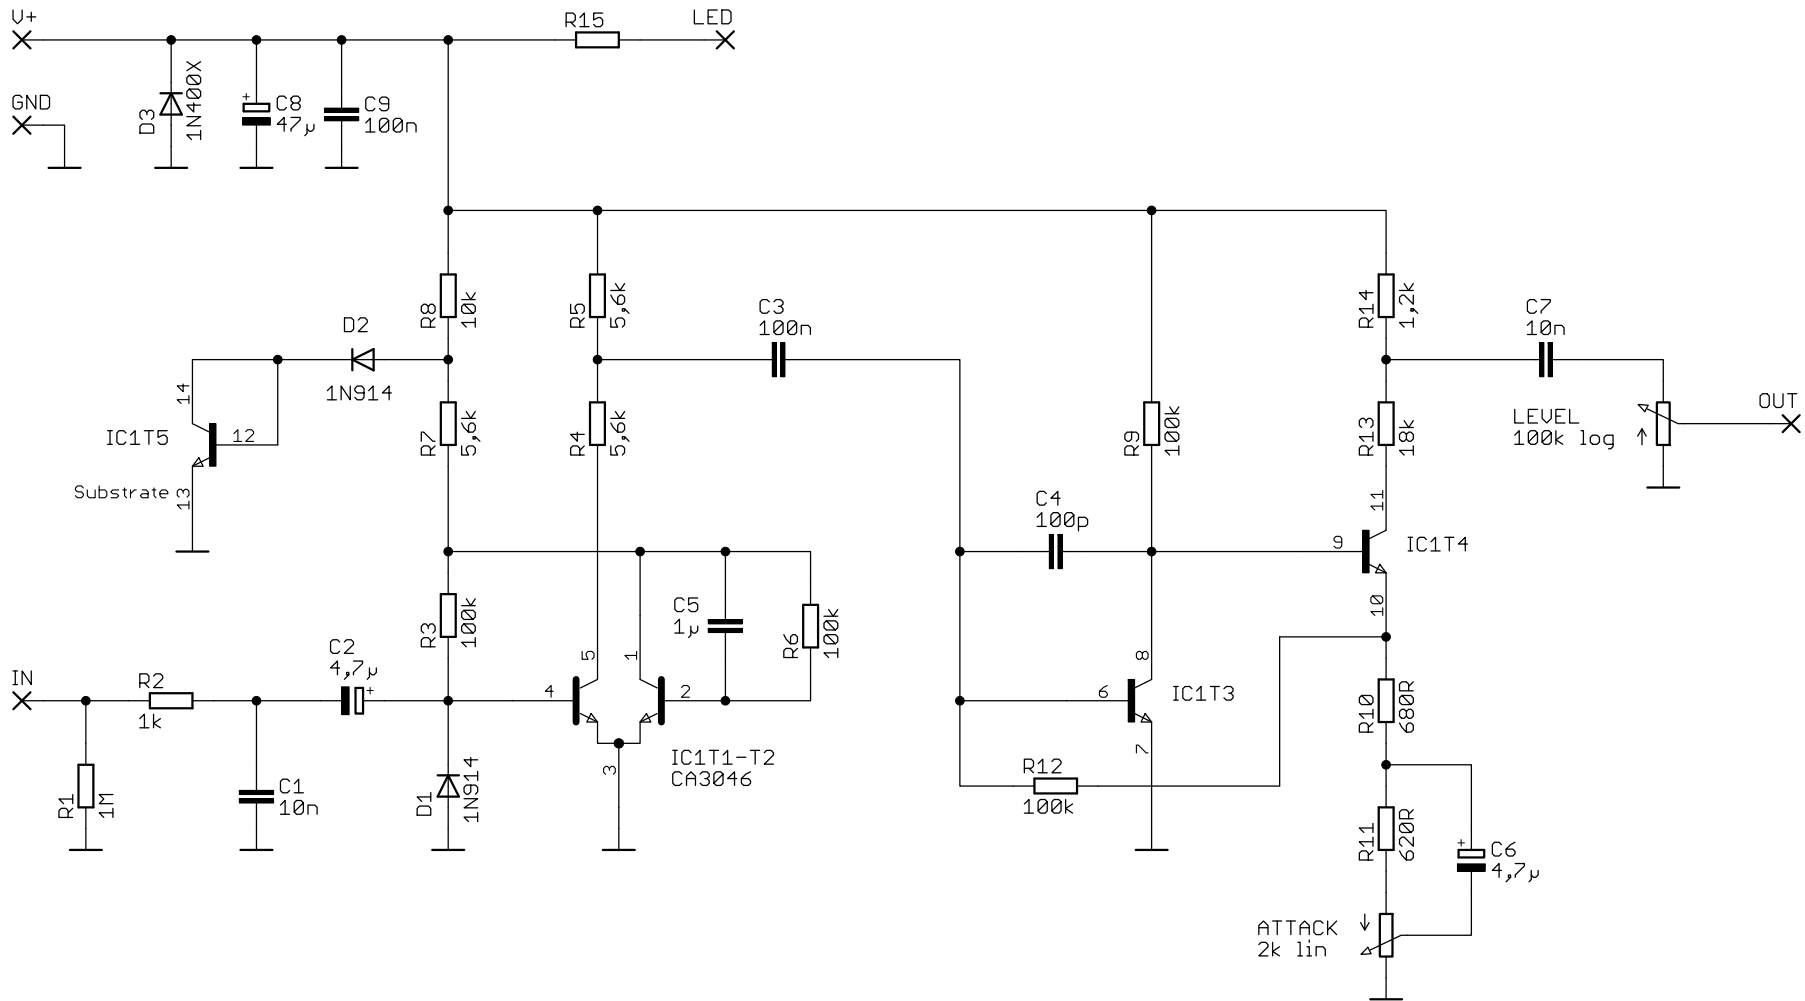 V+
R15
LED
GND
D3
1N400X
+
C8
47µ
C9
100n
R8
10k
R5
5,6k
C3
100n
R14
1,2k
C7
10n
D2
1N914
14
IC1T5
12
Substrate
13
R7
5,6k
R4
5,6k
R9
100k
R13
18k
LEVEL
100k log
OUT
C4
100p
11
9
IC1T4
10
R3
100k
C5
1µ
R6
100k
C2
4,7µ
+
5
1
8
IN
R2
1k
4
2
6
IC1T3
7
R10
680R
IC1T1-T2
CA3046
3
R1
1M
C1
10n
D1
1N914
R12
100k
R11
620R
+
C6
4,7µ
ATTACK
2k lin